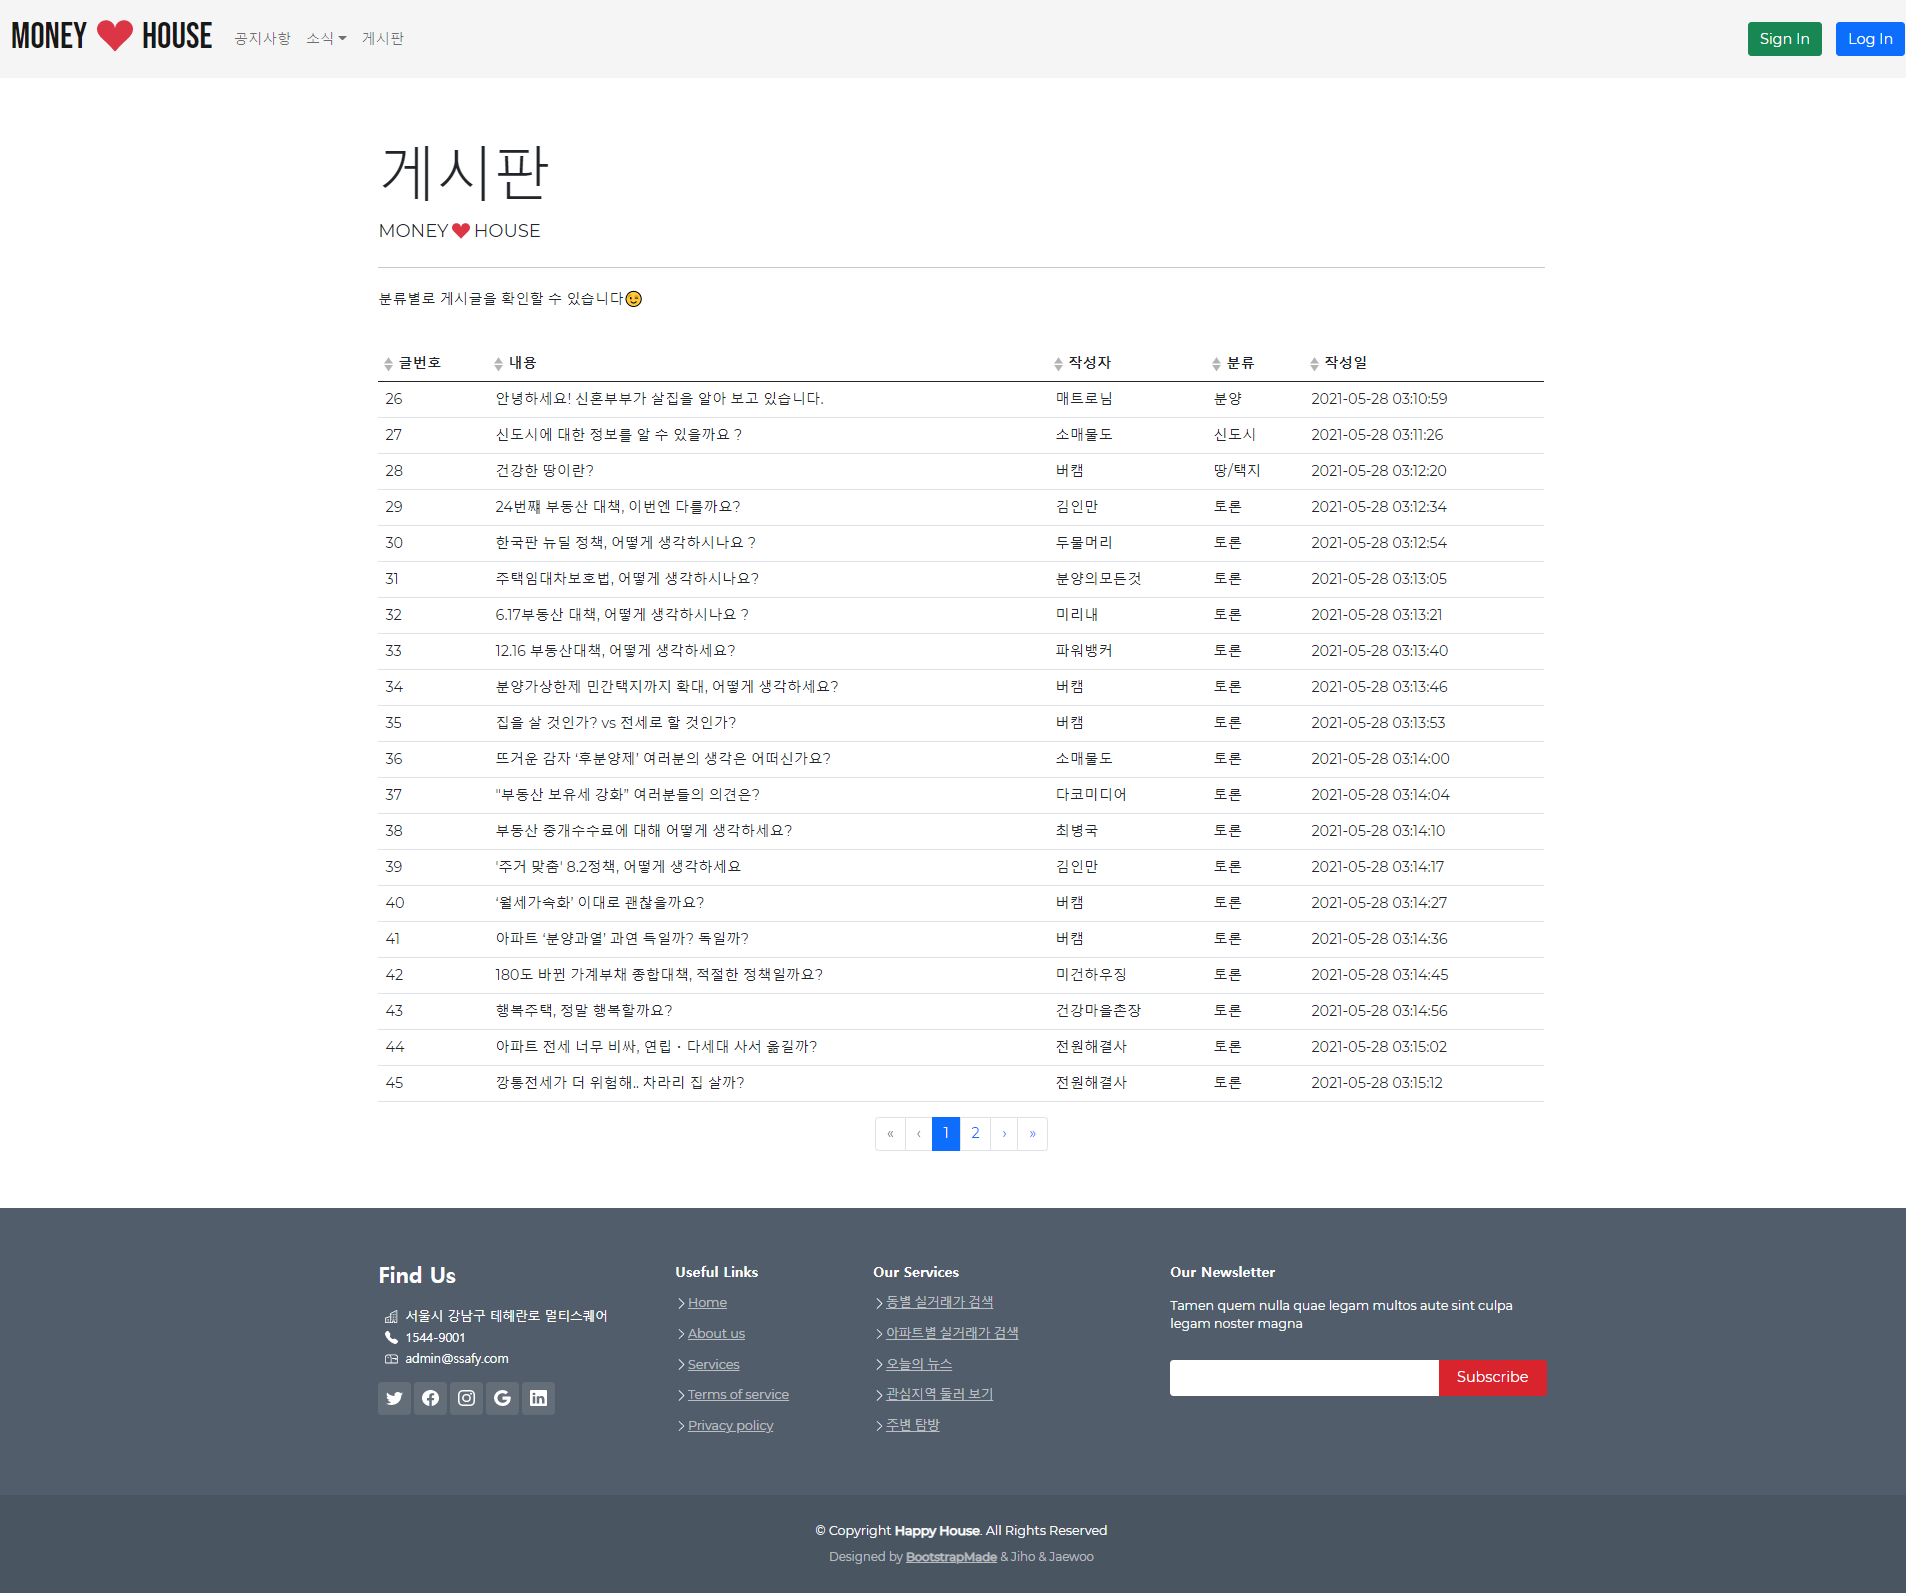 MONEY ❤ HOUSE 공지사항 소식 게시판 Sign In Log In
게시판
MONEY ❤ HOUSE
분류별로 게시글을 확인할 수 있습니다😉
글번호 내용 작성자 분류 작성일
26 안녕하세요! 신혼부부가 살집을 알아 보고 있습니다. 매트로님 분양 2021-05-28 03:10:59
27 신도시에 대한 정보를 알 수 있을까요 ? 소매물도 신도시 2021-05-28 03:11:26
28 건강한 땅이란? 버캠 땅/택지 2021-05-28 03:12:20
29 24번째 부동산 대책, 이번엔 다를까요? 김인만 토론 2021-05-28 03:12:34
30 한국판 뉴딜 정책, 어떻게 생각하시나요 ? 두물머리 토론 2021-05-28 03:12:54
31 주택임대차보호법, 어떻게 생각하시나요? 분양의모든것 토론 2021-05-28 03:13:05
32 6.17부동산 대책, 어떻게 생각하시나요 ? 미리내 토론 2021-05-28 03:13:21
33 12.16 부동산대책, 어떻게 생각하세요? 파워뱅커 토론 2021-05-28 03:13:40
34 분양가상한제 민간택지까지 확대, 어떻게 생각하세요? 버캠 토론 2021-05-28 03:13:46
35 집을 살 것인가? vs 전세로 할 것인가? 버캠 토론 2021-05-28 03:13:53
36 뜨거운 감자 ‘후분양제’ 여러분의 생각은 어떠신가요? 소매물도 토론 2021-05-28 03:14:00
37 "부동산 보유세 강화” 여러분들의 의견은? 다코미디어 토론 2021-05-28 03:14:04
38 부동산 중개수수료에 대해 어떻게 생각하세요? 최병국 토론 2021-05-28 03:14:10
39 '주거 맞춤' 8.2정책, 어떻게 생각하세요 김인만 토론 2021-05-28 03:14:17
40 ‘월세가속화’ 이대로 괜찮을까요? 버캠 토론 2021-05-28 03:14:27
41 아파트 ‘분양과열’ 과연 득일까? 독일까? 버캠 토론 2021-05-28 03:14:36
42 180도 바뀐 가계부채 종합대책, 적절한 정책일까요? 미건하우징 토론 2021-05-28 03:14:45
43 행복주택, 정말 행복할까요? 건강마을촌장 토론 2021-05-28 03:14:56
44 아파트 전세 너무 비싸, 연립ㆍ다세대 사서 옮길까? 전원해결사 토론 2021-05-28 03:15:02
45 깡통전세가 더 위험해.. 차라리 집 살까? 전원해결사 토론 2021-05-28 03:15:12
« ‹ 1 2 › »
Find Us
서울시 강남구 테헤란로 멀티스퀘어
1544-9001
admin@ssafy.com
Useful Links
Home
About us
Services
Terms of service
Privacy policy
Our Services
동별 실거래가 검색
아파트별 실거래가 검색
오늘의 뉴스
관심지역 둘러 보기
주변 탐방
Our Newsletter
Tamen quem nulla quae legam multos aute sint culpa
legam noster magna
Subscribe
© Copyright Happy House. All Rights Reserved
Designed by BootstrapMade & Jiho & Jaewoo